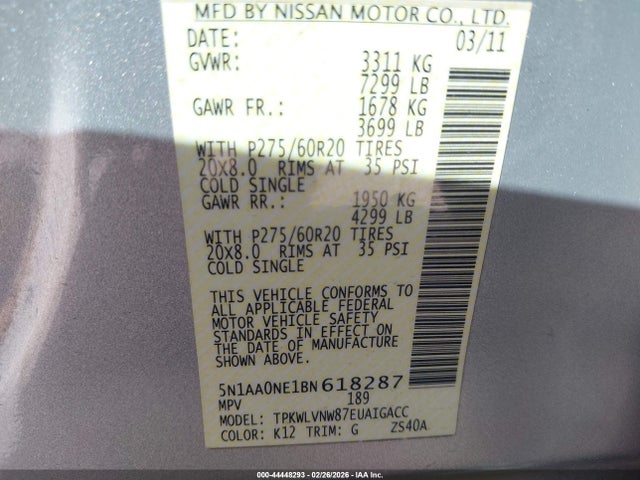 MFD BY NISSAN MOTOR CO., LTD.
DATE: 03/11
GVWR: 3311 KG
7299 LB
GAWR FR.: 1678 KG
3699 LB
WITH P275/60R20 TIRES
20X8.0 RIMS AT 35 PSI
COLD SINGLE
GAWR RR.: 1950 KG
4299 LB
WITH P275/60R20 TIRES
20X8.0 RIMS AT 35 PSI
COLD SINGLE
THIS VEHICLE CONFORMS TO
ALL APPLICABLE FEDERAL
MOTOR VEHICLE SAFETY
STANDARDS IN EFFECT ON
THE DATE OF MANUFACTURE
SHOWN ABOVE.
5N1AA0NE1BN618287
MPV 189
MODEL: TPKWLVNW87EUAIGACC
COLOR: K12 TRIM: G ZS40A
000-44448293 - 02/26/2026 - IAAI.CA